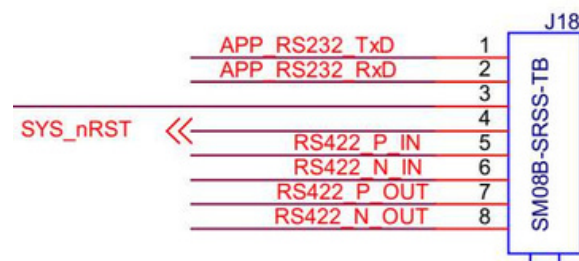 J18
APP_RS232_TxD 1
APP_RS232_RxD 2
3
SYS_nRST 4
RS422_P_IN 5
RS422_N_IN 6
RS422_P_OUT 7
RS422_N_OUT 8
SM08B-SRSS-TB